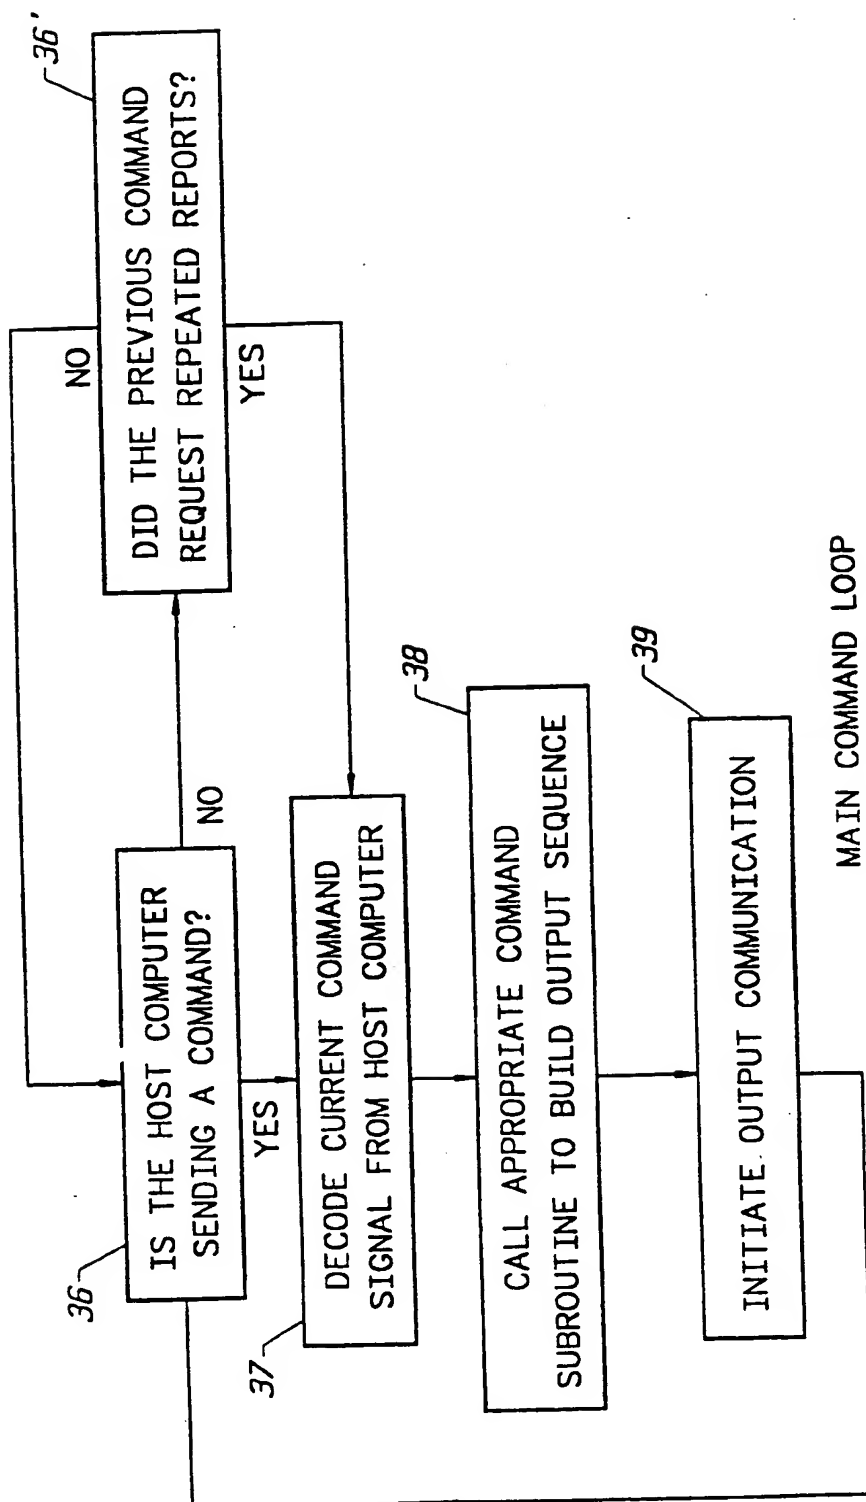 36'
DID THE PREVIOUS COMMAND
REQUEST REPEATED REPORTS?
NO
YES
36
IS THE HOST COMPUTER
SENDING A COMMAND?
NO
YES
37
DECODE CURRENT COMMAND
SIGNAL FROM HOST COMPUTER
38
CALL APPROPRIATE COMMAND
SUBROUTINE TO BUILD OUTPUT SEQUENCE
39
INITIATE OUTPUT COMMUNICATION
MAIN COMMAND LOOP